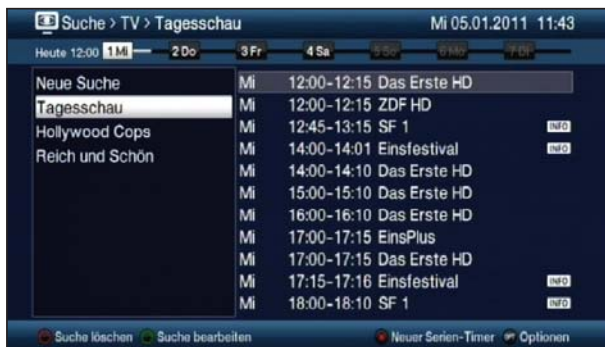 Suche > TV > Tagesschau Mi 05.01.2011 11:43
Heute 12:00 1 Mi 2 Do 3 Fr 4 Sa 5 So 6 Mo 7 Di
Neue Suche
Tagesschau
Hollywood Cops
Reich und Schön
Mi 12:00-12:15 Das Erste HD
Mi 12:00-12:15 ZDF HD
Mi 12:45-13:15 SF 1 INFO
Mi 14:00-14:01 Einsfestival INFO
Mi 14:00-14:10 Das Erste HD
Mi 15:00-15:10 Das Erste HD
Mi 16:00-16:10 Das Erste HD
Mi 17:00-17:15 EinsPlus
Mi 17:00-17:15 Das Erste HD
Mi 17:15-17:16 Einsfestival INFO
Mi 18:00-18:10 SF 1 INFO
Suche löschen Suche bearbeiten Neuer Serien-Timer Optionen